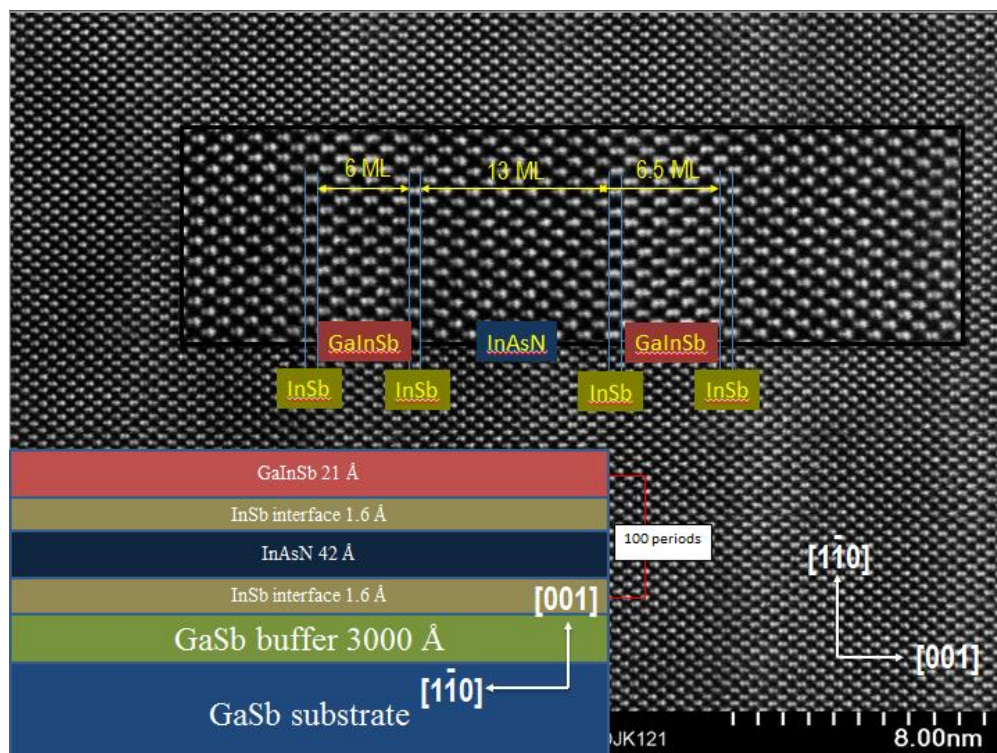 6 ML 13 ML 6.5 ML
GaInSb InAsN GaInSb
InSb InSb InSb InSb
GaInSb 21 Å
InSb interface 1.6 Å
100 periods
InAsN 42 Å
InSb interface 1.6 Å
[001]
GaSb buffer 3000 Å
[11̄0]
GaSb substrate
[11̄0]
[001]
JK121
8.00nm